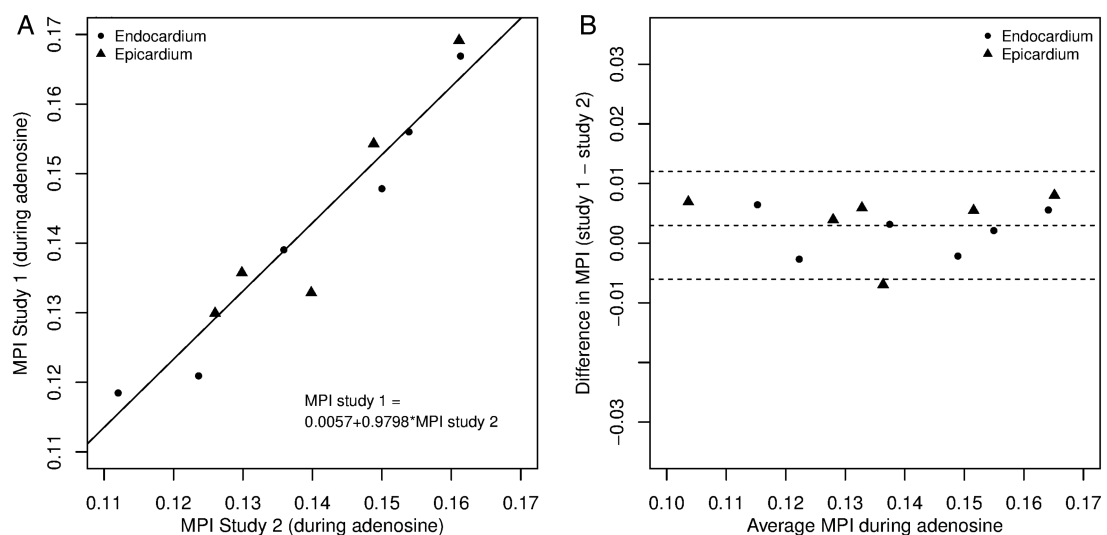 A
Endocardium
Epicardium
MPI Study 1 (during adenosine)
0.17
0.16
0.15
0.14
0.13
0.12
0.11
MPI study 1 =
0.0057+0.9798*MPI study 2
0.11 0.12 0.13 0.14 0.15 0.16 0.17
MPI Study 2 (during adenosine)
B
Endocardium
Epicardium
Difference in MPI (study 1 − study 2)
0.03
0.02
0.01
0.00
−0.01
−0.03
0.10 0.11 0.12 0.13 0.14 0.15 0.16 0.17
Average MPI during adenosine